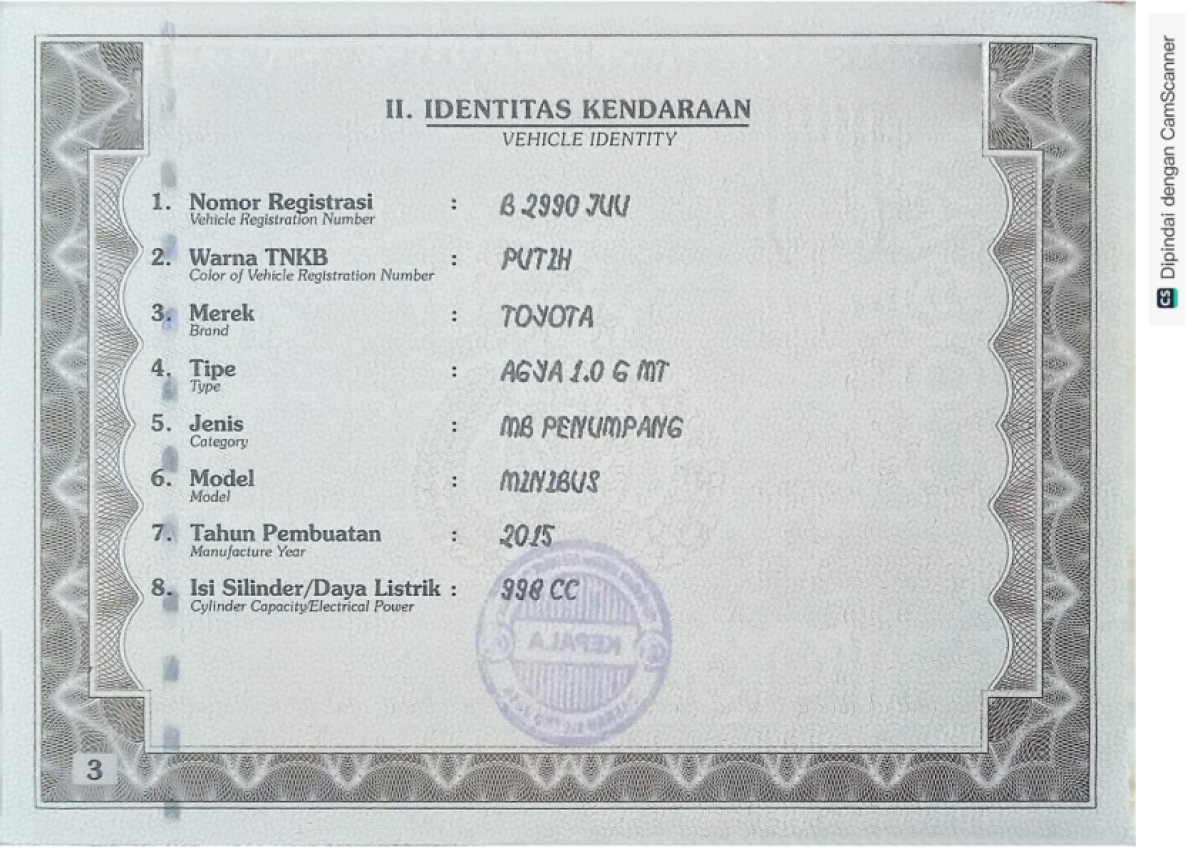 II. IDENTITAS KENDARAAN
VEHICLE IDENTITY
1. Nomor Registrasi : B 2990 JUU
Vehicle Registration Number
2. Warna TNKB : PUTIH
Color of Vehicle Registration Number
3. Merek : TOYOTA
Brand
4. Tipe : AGYA 1.0 G MT
Type
5. Jenis : MB PENUMPANG
Category
6. Model : MINIBUS
Model
7. Tahun Pembuatan : 2015
Manufacture Year
8. Isi Silinder/Daya Listrik : 998 CC
Cylinder Capacity/Electrical Power
KEPALA
3
CS Dipindai dengan CamScanner